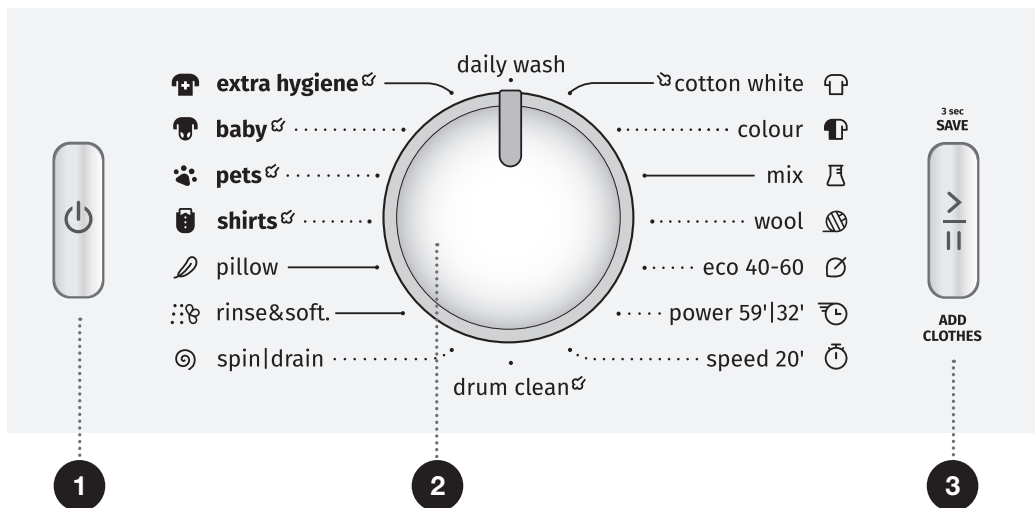 daily wash
extra hygiene
baby
pets
shirts
pillow
rinse&soft.
spin|drain
cotton white
colour
mix
wool
eco 40-60
power 59'|32'
speed 20'
drum clean
3 sec
SAVE
ADD
CLOTHES
1
2
3